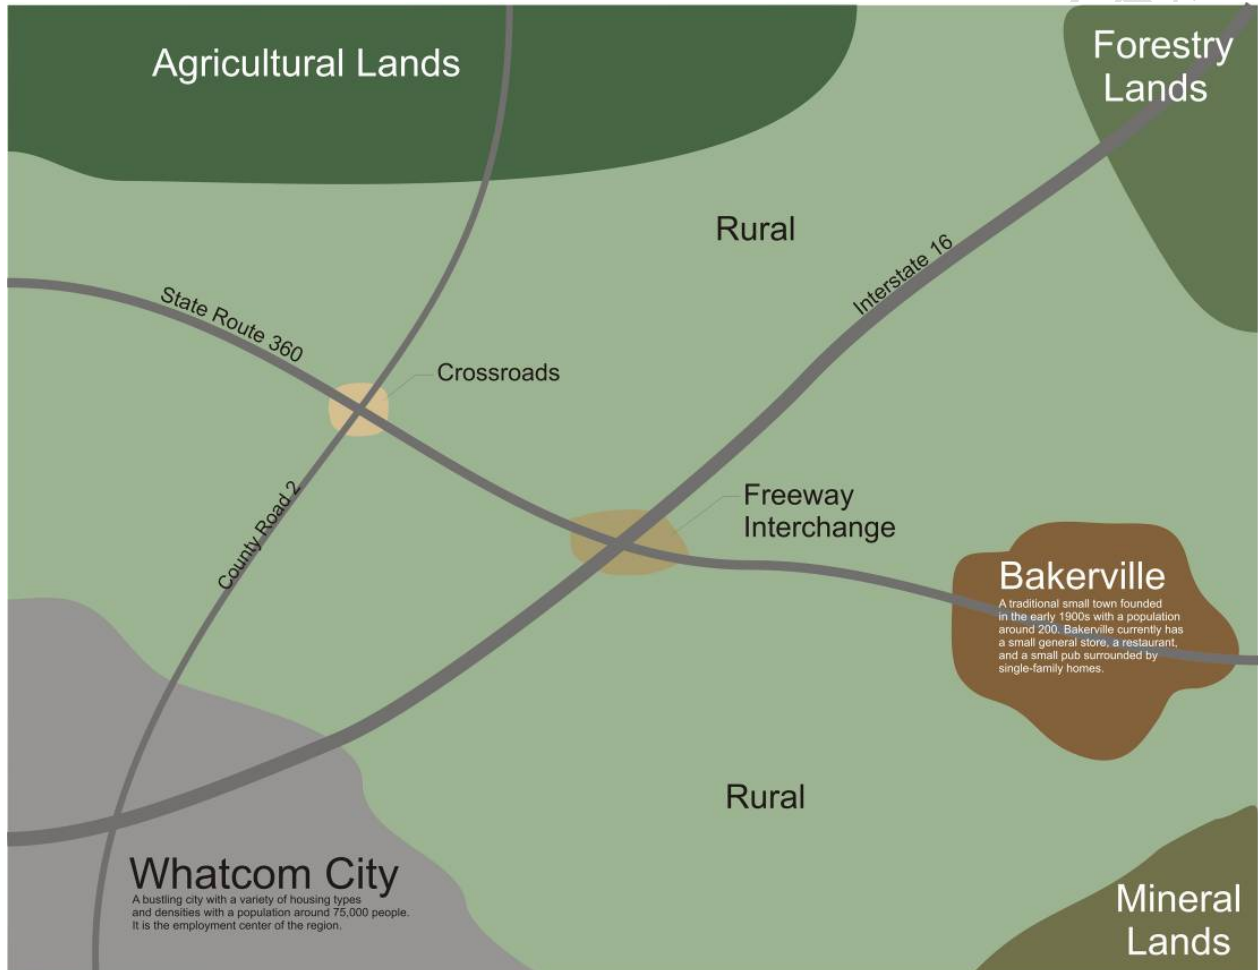 Agricultural Lands
Forestry
Lands
Rural
Interstate 16
State Route 360
Crossroads
County Road 2
Freeway
Interchange
Bakerville
A traditional small town founded
in the early 1900s with a population
around 200. Bakerville currently has
a small general store, a restaurant,
and a small pub surrounded by
single-family homes.
Rural
Whatcom City
A bustling city with a variety of housing types
and densities with a population around 75,000 people.
It is the employment center of the region.
Mineral
Lands